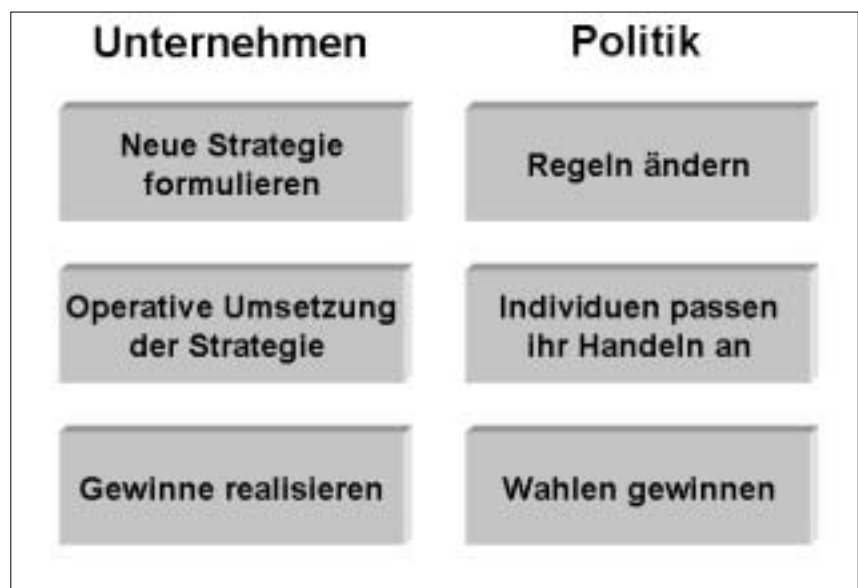 Unternehmen
Politik
Neue Strategie
formulieren
Regeln ändern
Operative Umsetzung
der Strategie
Individuen passen
ihr Handeln an
Gewinne realisieren
Wahlen gewinnen